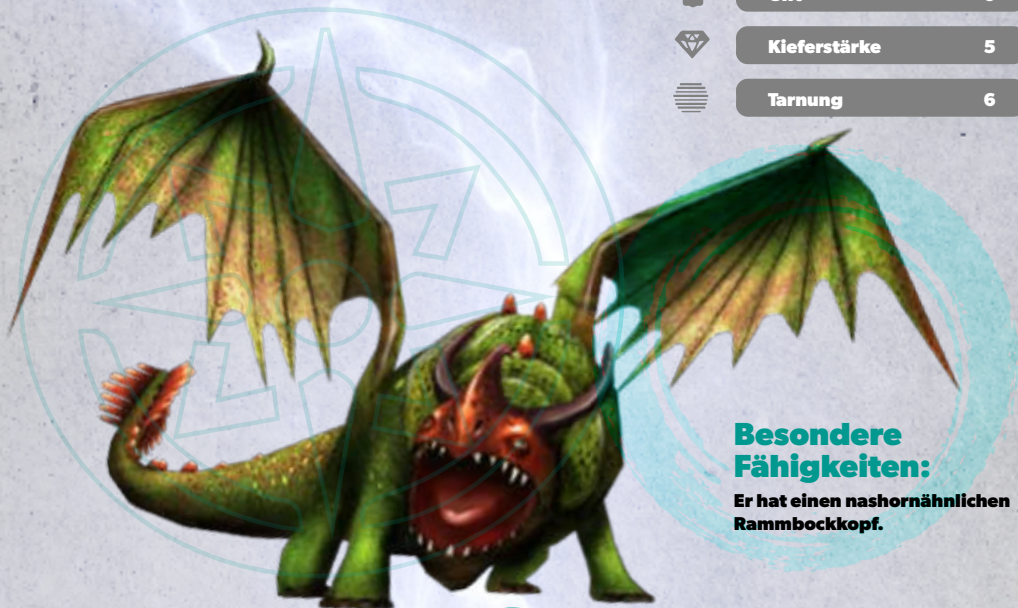 Kieferstärke 5
Tarnung 6
Besondere
Fähigkeiten:
Er hat einen nashornähnlichen
Rammbockkopf.